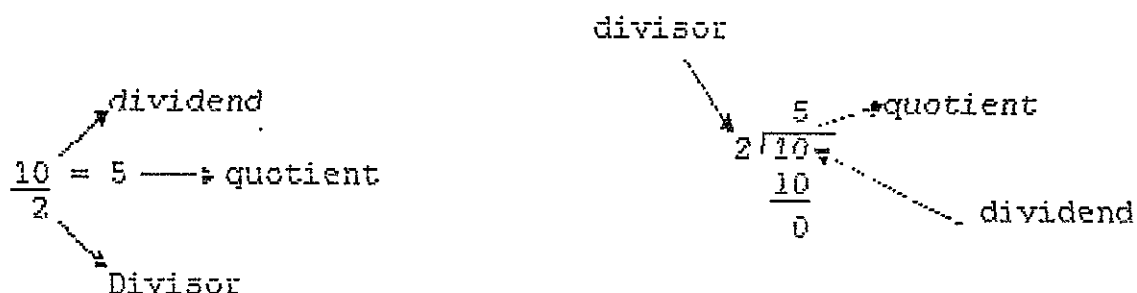 dividend
10 = 5 quotient
2
Divisor
divisor
5 quotient
2 10
10
0
dividend